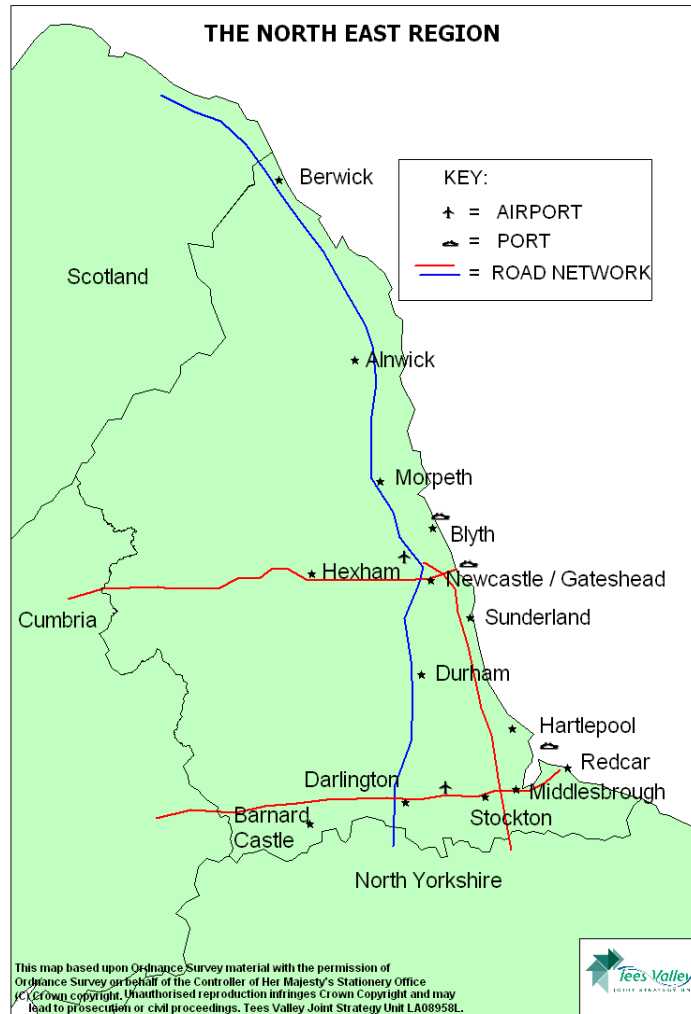 THE NORTH EAST REGION
KEY:
= AIRPORT
= PORT
= ROAD NETWORK
Berwick
Scotland
Alnwick
Morpeth
Blyth
Hexham
Newcastle / Gateshead
Cumbria
Sunderland
Durham
Hartlepool
Redcar
Darlington
Middlesbrough
Barnard
Castle
Stockton
North Yorkshire
This map based upon Ordnance Survey material with the permission of
Ordnance Survey on behalf of the Controller of Her Majesty's Stationery Office
(C) Crown copyright. Unauthorised reproduction infringes Crown Copyright and may
lead to prosecution or civil proceedings. Tees Valley Joint Strategy Unit LA08958L.
Tees Valley
JOINT STRATEGY UN